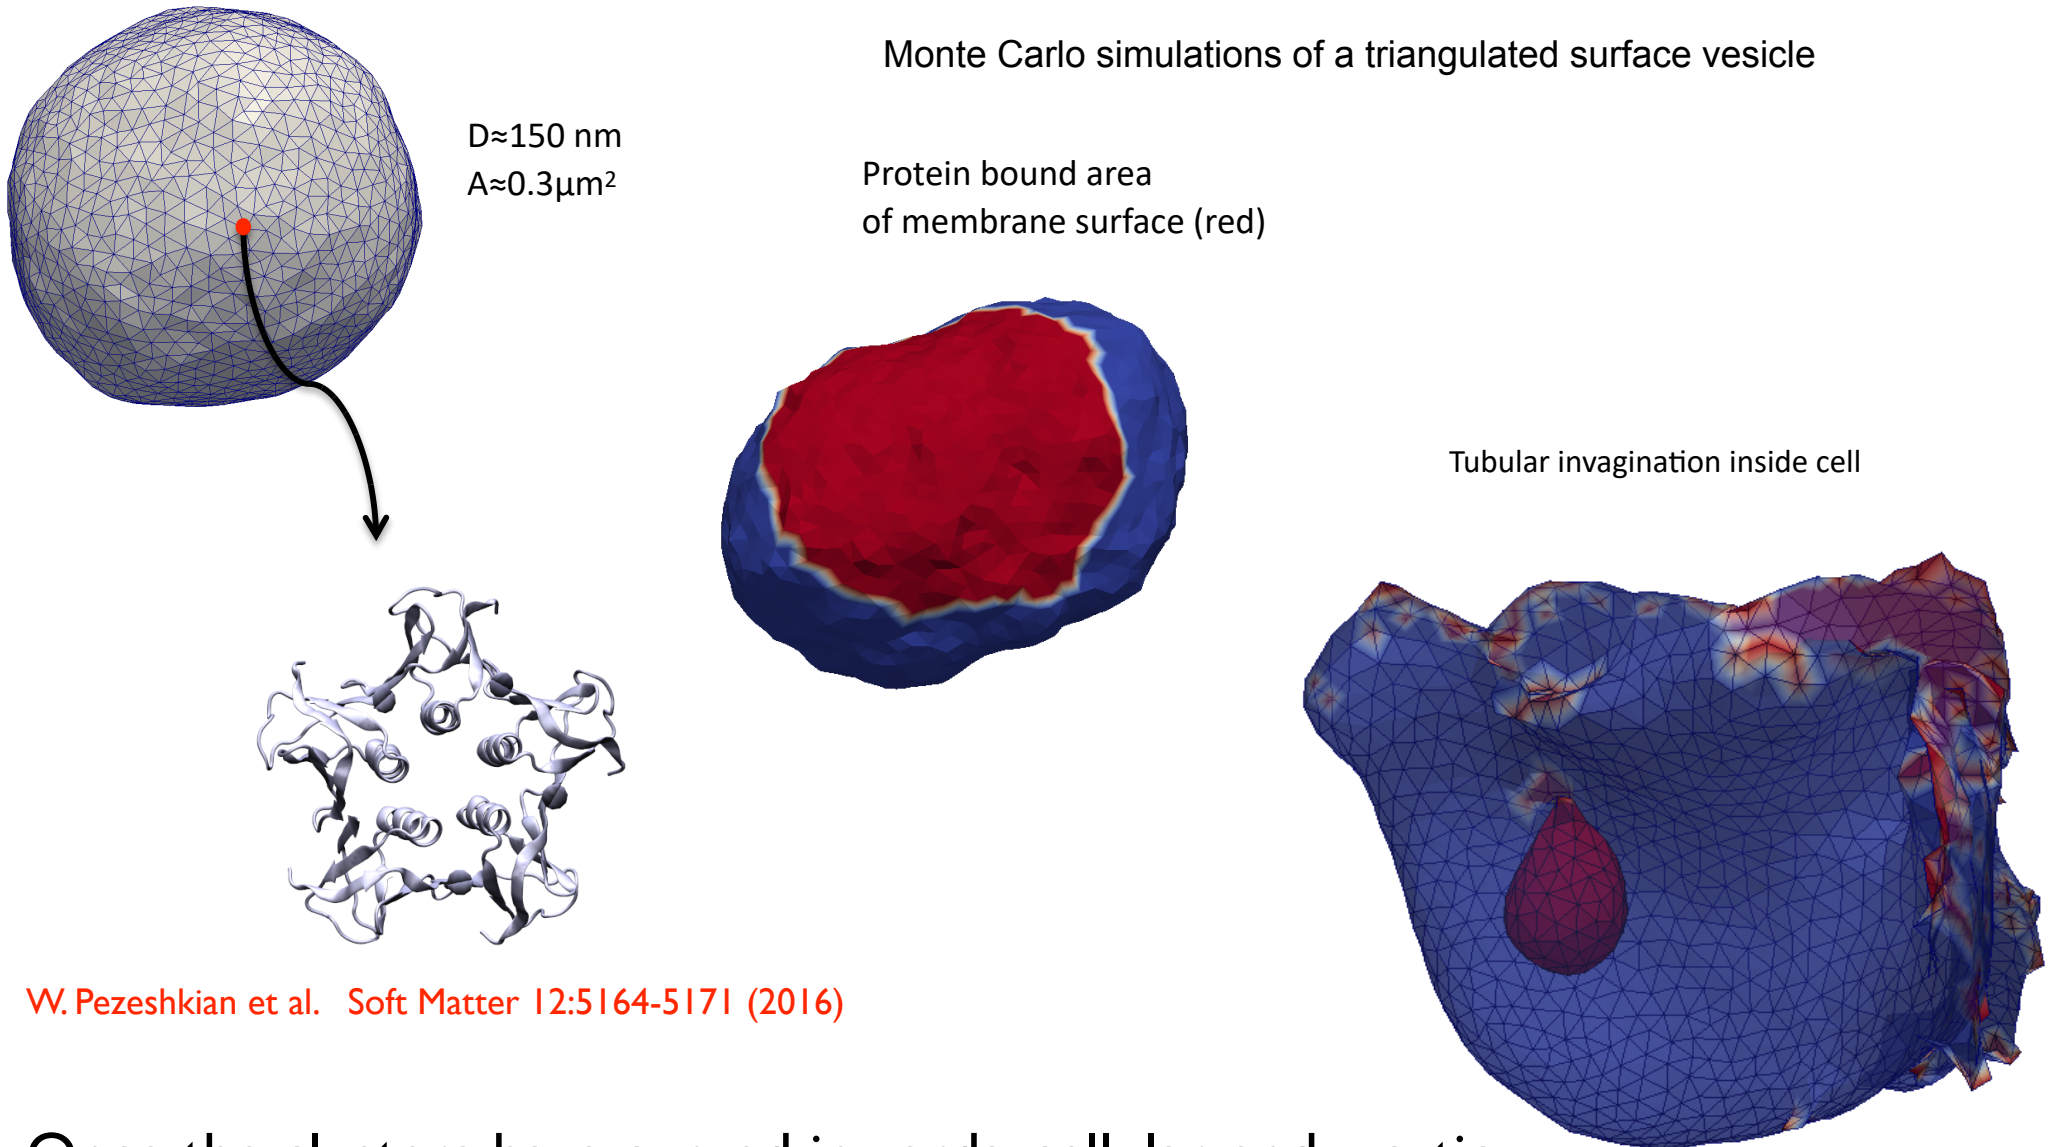 Monte Carlo simulations of a triangulated surface vesicle
D≈150 nm
A≈0.3μm²
Protein bound area
of membrane surface (red)
Tubular invagination inside cell
W. Pezeshkian et al. Soft Matter 12:5164-5171 (2016)